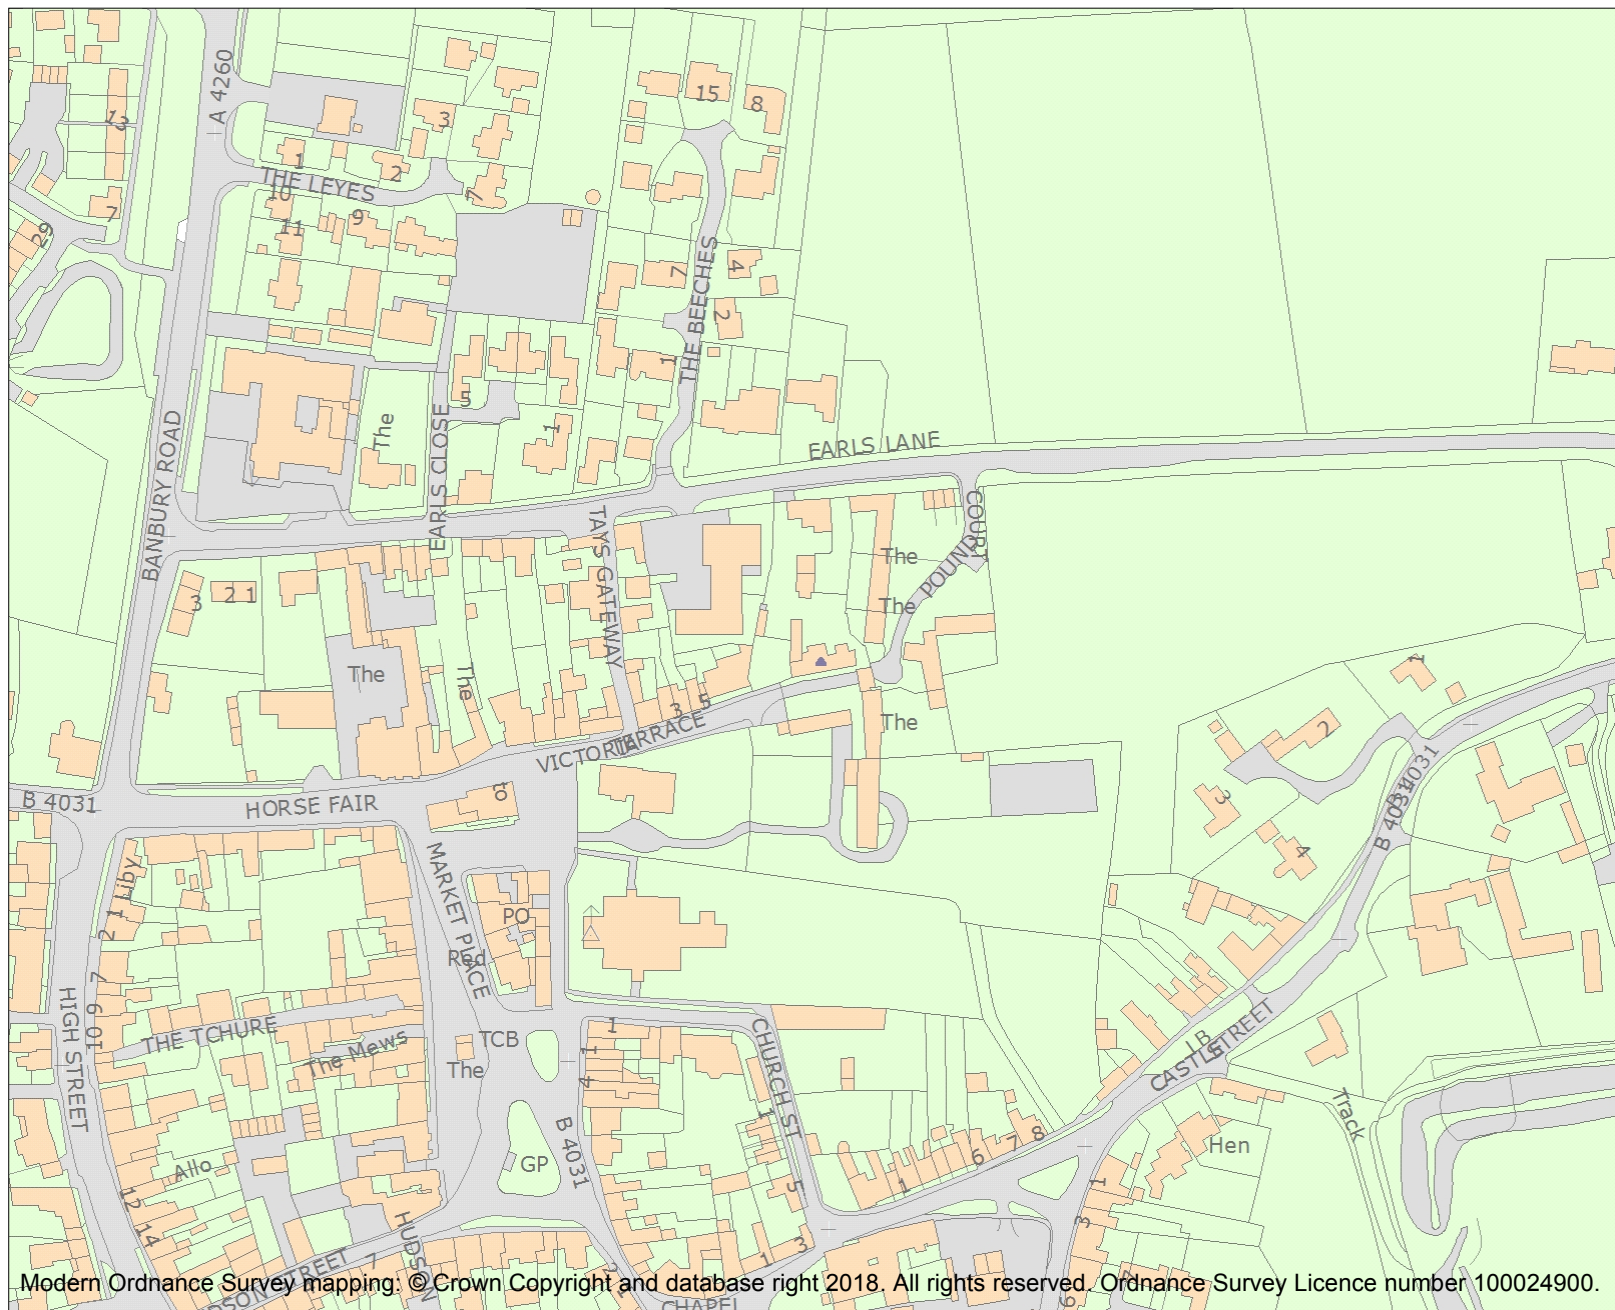 A 4260
15
8
13
3
1
2
THE LEYES
10
7
7
9
29
11
4
7
THE BEECHES
2
1
5
The
1
EARLS CLOSE
BANBURY ROAD
EARLS LANE
TAYS GATEWAY
COURT
The
POUND
3
2 1
The
The
The
1
3
5
The
2
VICTORIA
TERRACE
B 4031
B 4031
3
to
B 4031
HORSE FAIR
MARKET PLACE
4
Liby
PO
2 1
Red
7
9
HIGH STREET
10
THE TCHURE
The Mews
TCB
1
CHURCH ST
LB
CASTLE
STREET
The
1
4
Track
1
B 4031
8
7
6
Hen
GP
Allo
5
1
1
12
14
3
HUDSON
7
3
1
HUDSON STREET
2
CHAPEL
6
Modern Ordnance Survey mapping: © Crown Copyright and database right 2018. All rights reserved. Ordnance Survey Licence number 100024900.